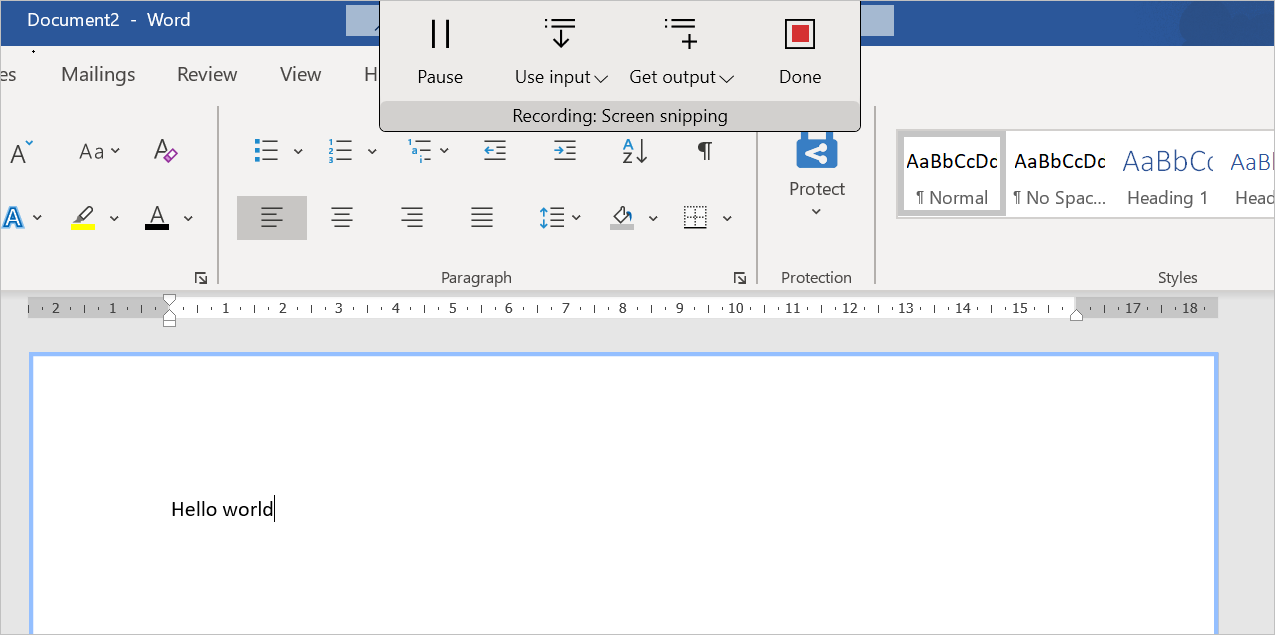 Document2 - Word
Pause Use input Get output Done
Recording: Screen snipping
es Mailings Review View H
A Aa A
AaBbCcDc AaBbCcDc AaBbC AaBl
Protect
¶ Normal ¶ No Spac... Heading 1 Head
Paragraph Protection Styles
2 1 1 2 3 4 5 6 7 8 9 10 11 12 13 14 15 17 18
Hello world